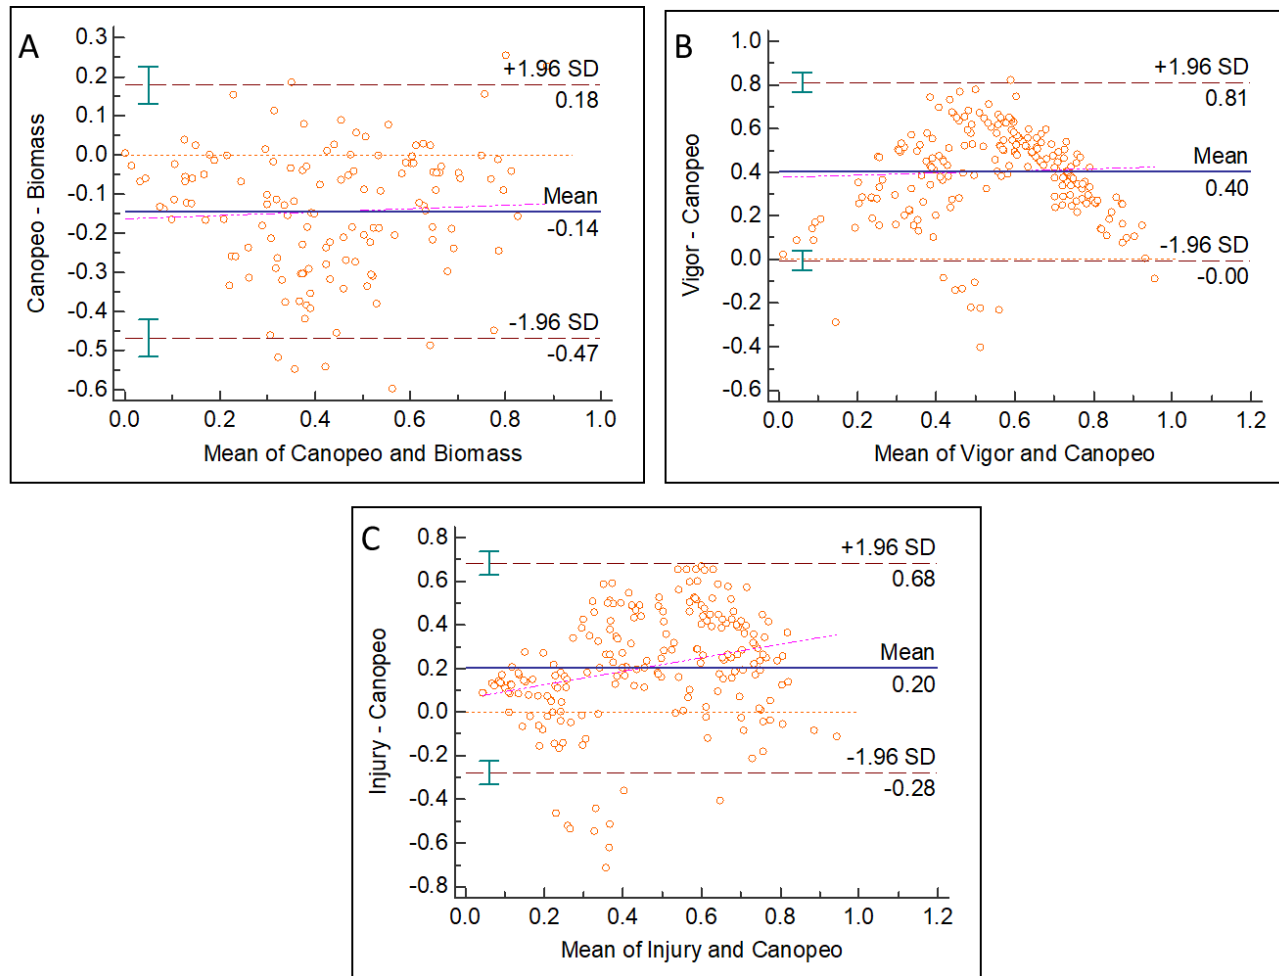 A
Canopeo - Biomass
0.3
0.2
0.1
0.0
-0.1
-0.2
-0.3
-0.4
-0.5
-0.6
+1.96 SD
0.18
Mean
-0.14
-1.96 SD
-0.47
0.0 0.2 0.4 0.6 0.8 1.0
Mean of Canopeo and Biomass
B
Vigor - Canopeo
1.0
0.8
0.6
0.4
0.2
0.0
-0.2
-0.4
-0.6
+1.96 SD
0.81
Mean
0.40
-1.96 SD
-0.00
0.0 0.2 0.4 0.6 0.8 1.0 1.2
Mean of Vigor and Canopeo
C
Injury - Canopeo
0.8
0.6
0.4
0.2
0.0
-0.2
-0.4
-0.6
-0.8
+1.96 SD
0.68
Mean
0.20
-1.96 SD
-0.28
0.0 0.2 0.4 0.6 0.8 1.0 1.2
Mean of Injury and Canopeo